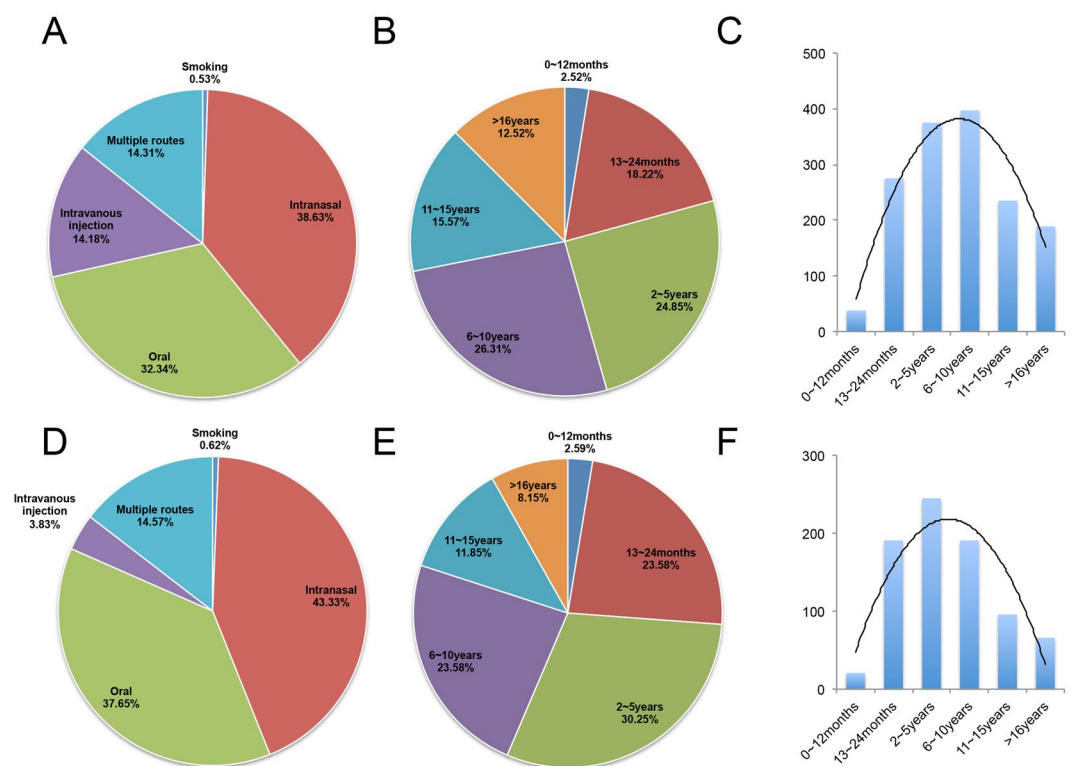 A
Smoking
0.53%
Multiple routes
14.31%
Intranasal
38.63%
Intravanous
injection
14.18%
Oral
32.34%
B
0~12months
2.52%
>16years
12.52%
13~24months
18.22%
11~15years
15.57%
2~5years
24.85%
6~10years
26.31%
C
500
400
300
200
100
0
0~12months
13~24months
2~5years
6~10years
11~15years
>16years
D
Smoking
0.62%
Intravanous
injection
3.83%
Multiple routes
14.57%
Intranasal
43.33%
Oral
37.65%
E
0~12months
2.59%
>16years
8.15%
11~15years
11.85%
13~24months
23.58%
6~10years
23.58%
2~5years
30.25%
F
300
200
100
0
0~12months
13~24months
2~5years
6~10years
11~15years
>16years